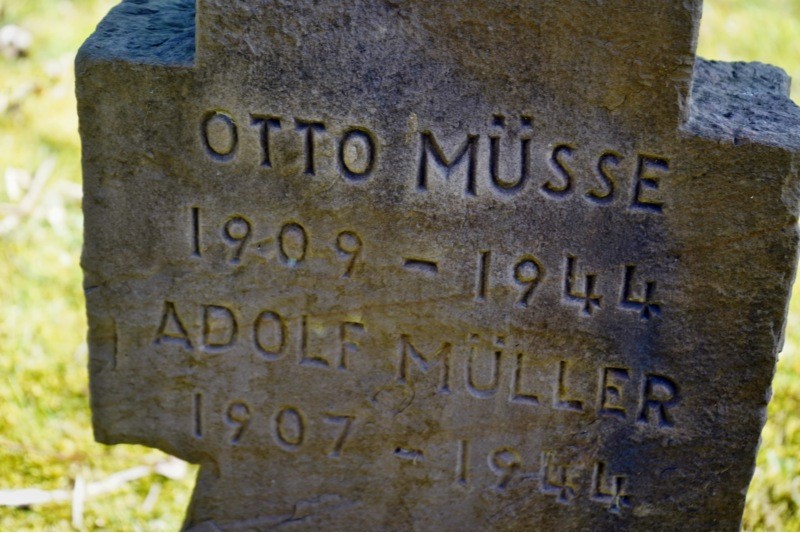 OTTO MÜSSE
1909 - 1944
ADOLF MÜLLER
1907 - 1944